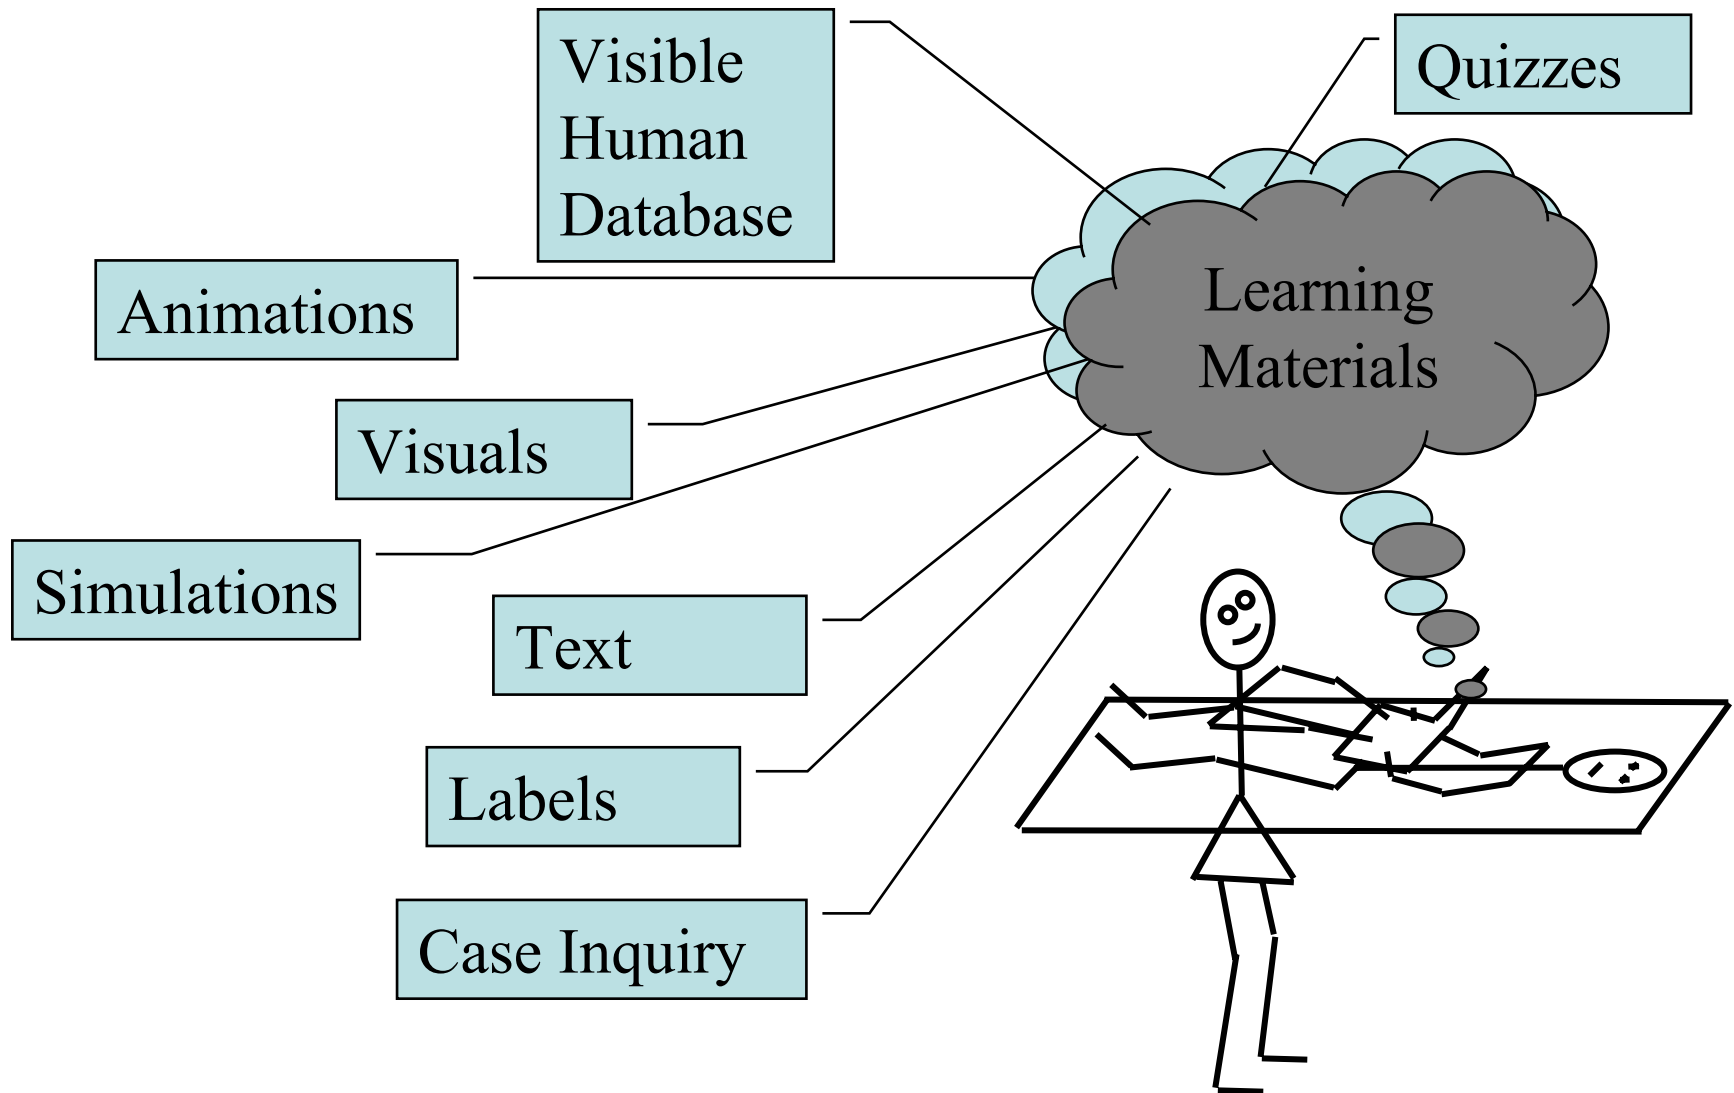 Visible
Human
Database
Quizzes
Learning
Materials
Animations
Visuals
Simulations
Text
Labels
Case Inquiry